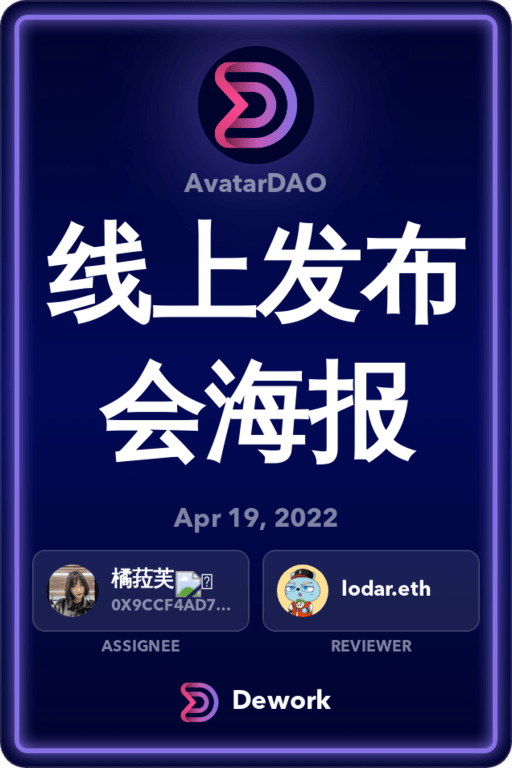 AvatarDAO
线上发布
会海报
Apr 19, 2022
橘菈芙
0X9CCF4AD7...
lodar.eth
ASSIGNEE
REVIEWER
Dework